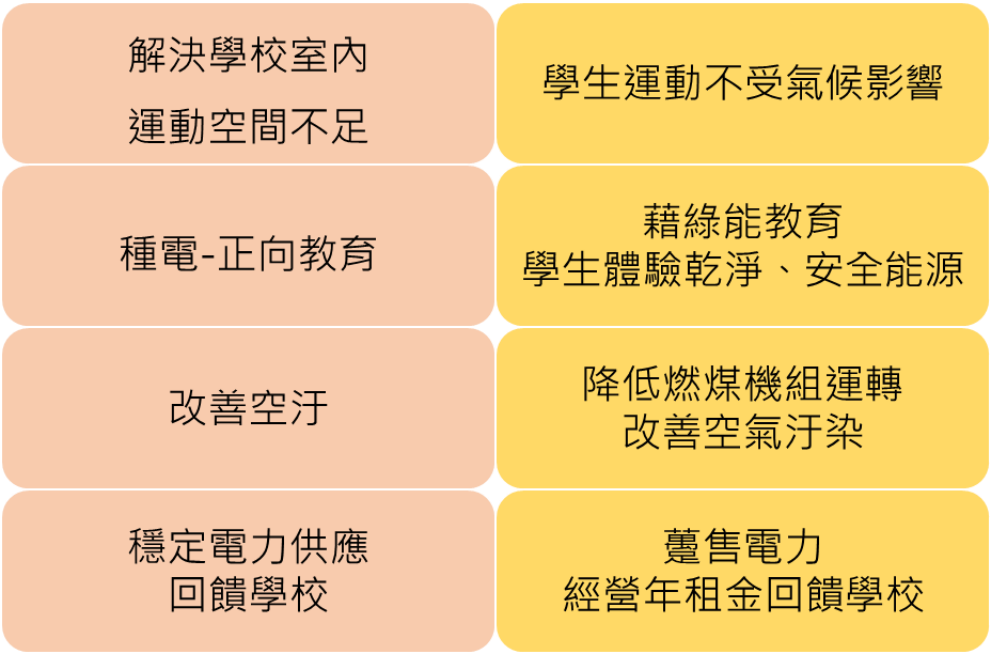 解決學校室內
運動空間不足
學生運動不受氣候影響
種電-正向教育
藉綠能教育
學生體驗乾淨、安全能源
改善空汙
降低燃煤機組運轉
改善空氣汙染
穩定電力供應
回饋學校
躉售電力
經營年租金回饋學校